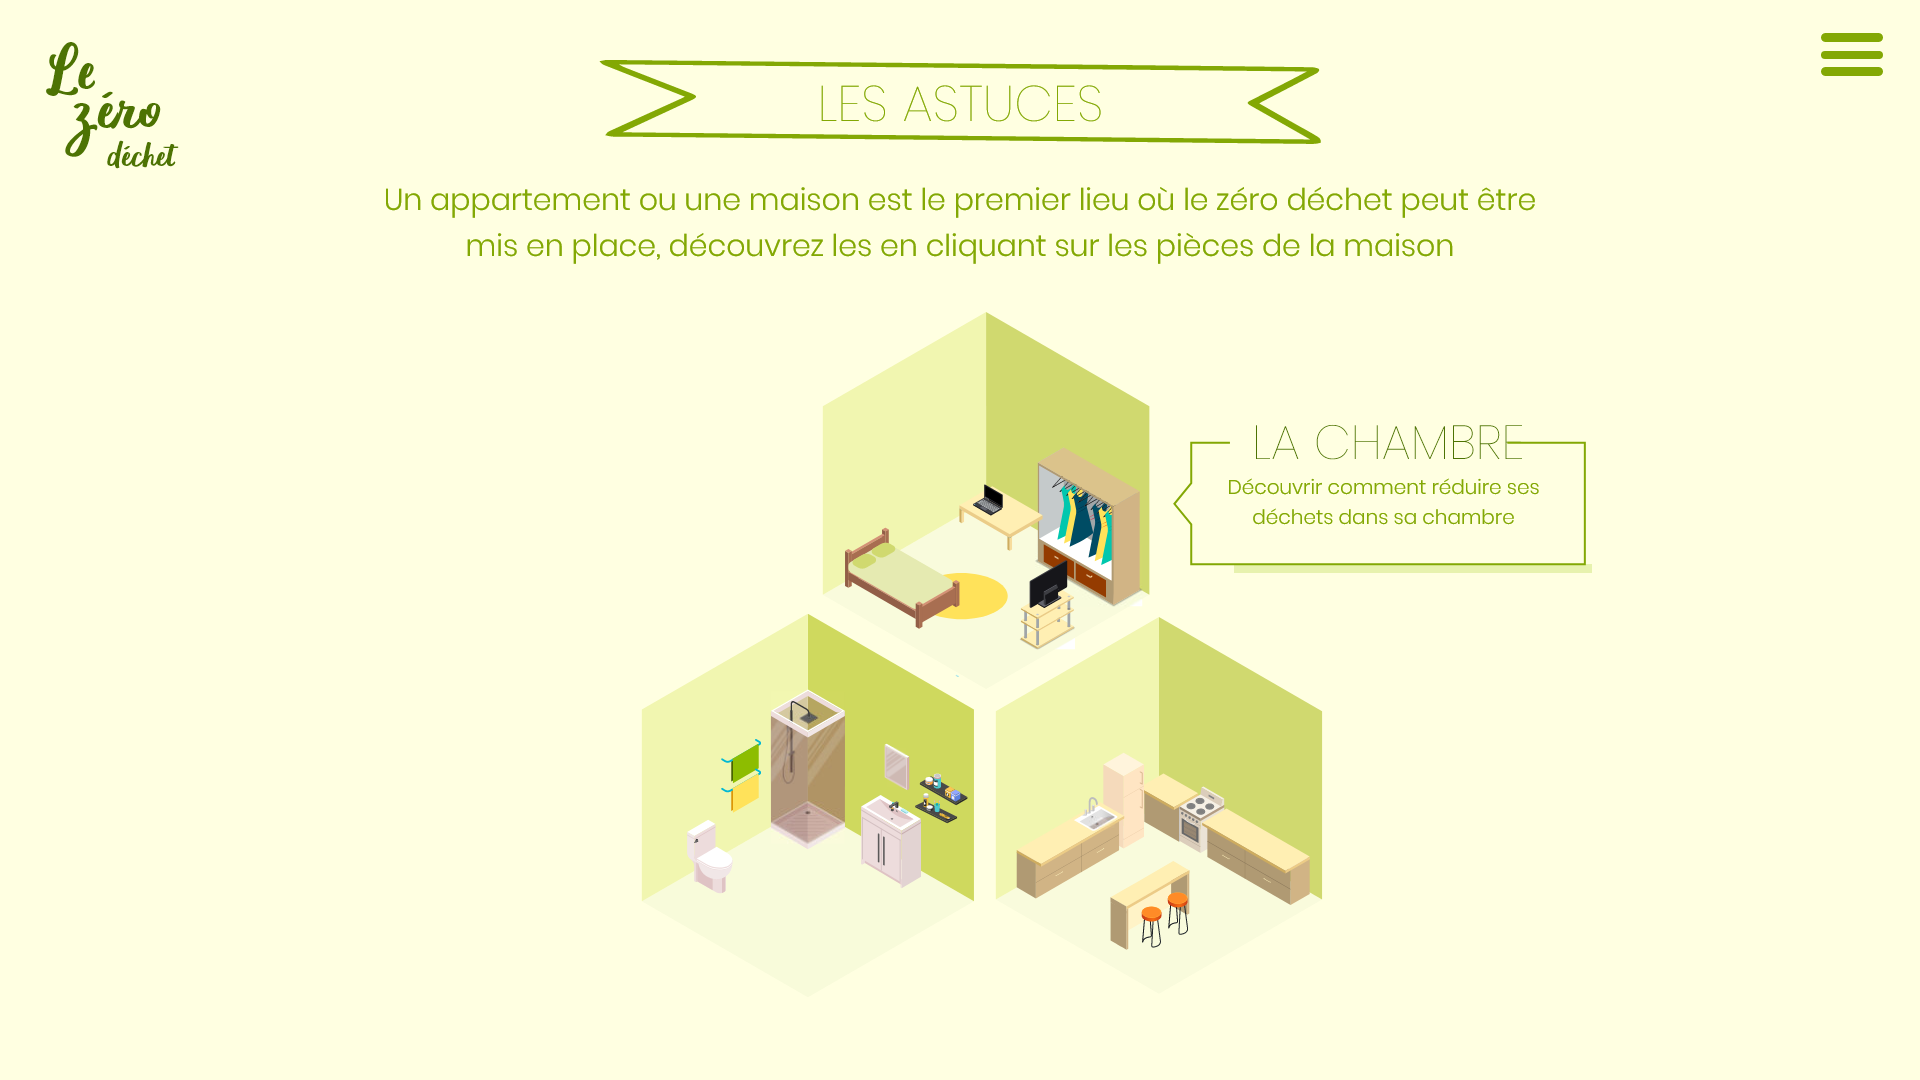 Le
zéro
déchet
LES ASTUCES
Un appartement ou une maison est le premier lieu où le zéro déchet peut être
mis en place, découvrez les en cliquant sur les pièces de la maison
LA CHAMBRE
Découvrir comment réduire ses
déchets dans sa chambre